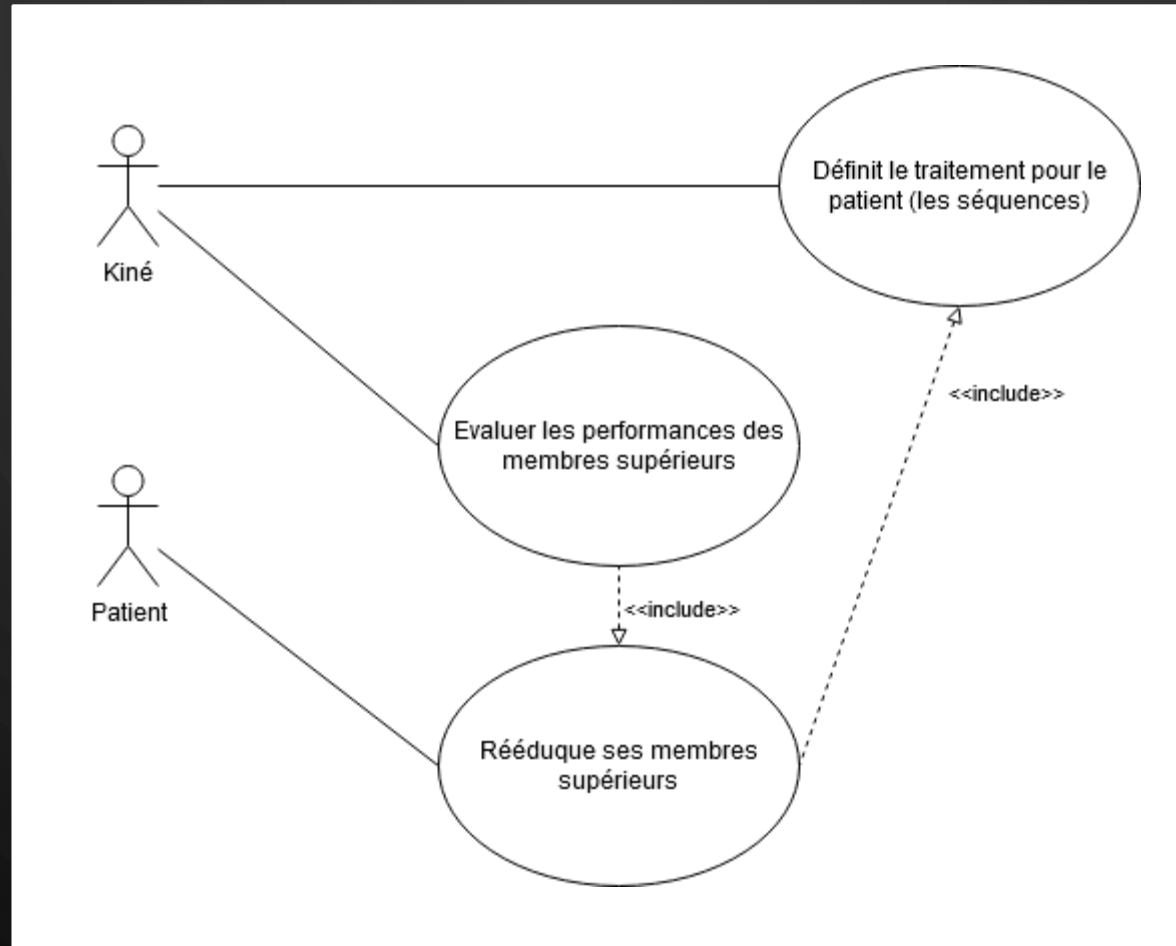 Définit le traitement pour le
patient (les séquences)
Kiné
<<include>>
Evaluer les performances des
membres supérieurs
<<include>>
Patient
Rééduque ses membres
supérieurs